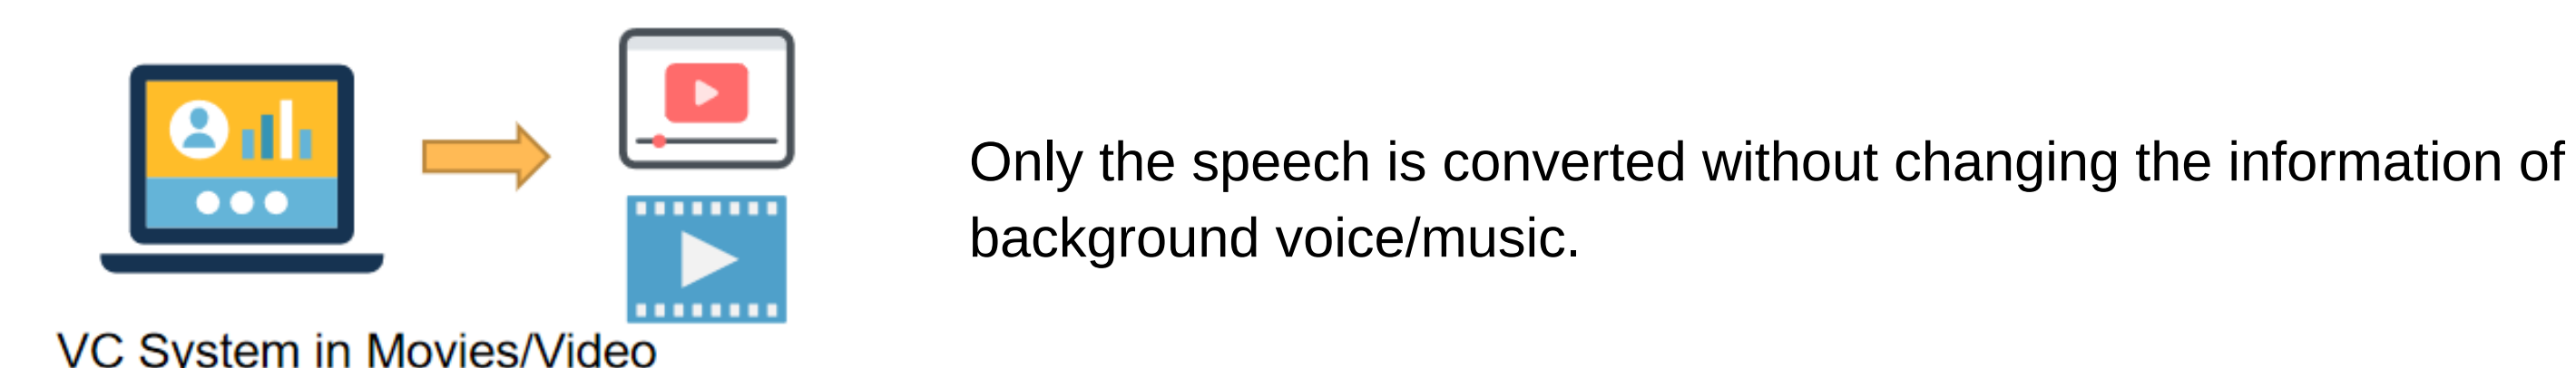 Only the speech is converted without changing the information of
background voice/music.
VC System in Movies/Video